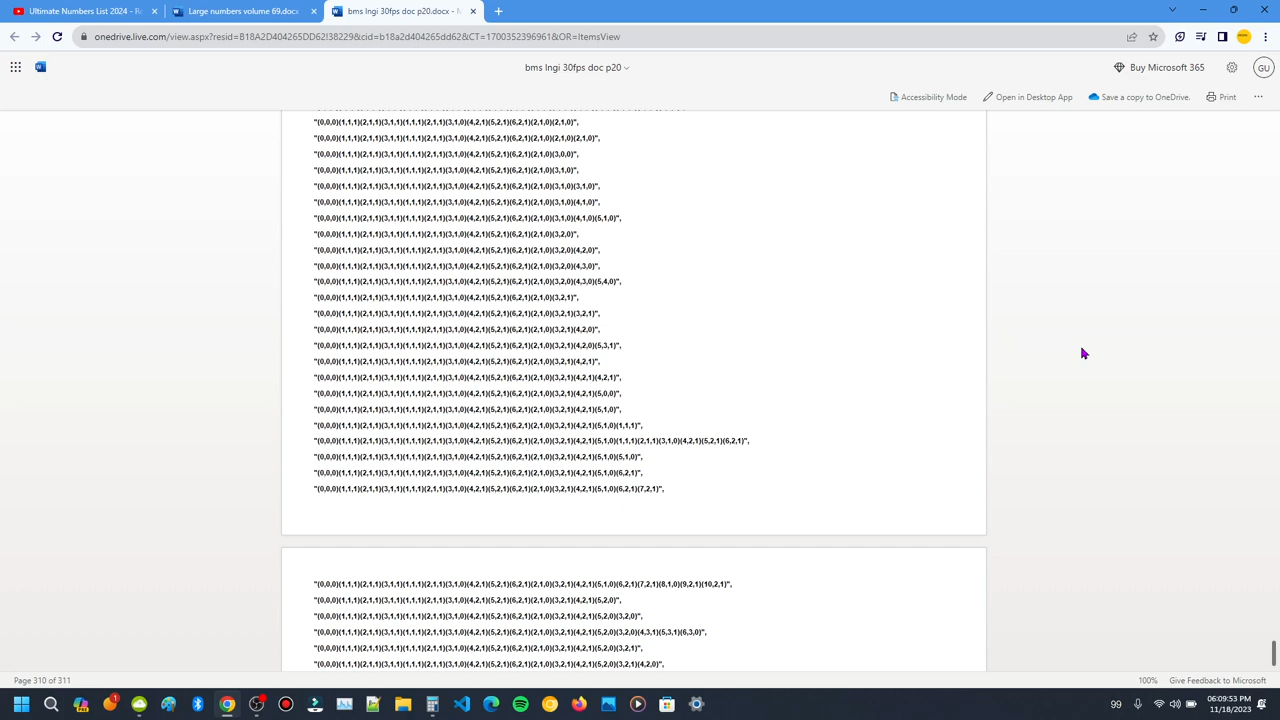 Ultimate Numbers List 2024 - Re
Large numbers volume 69.docx
bms lngi 30fps doc p20.docx - M
onedrive.live.com/view.aspx?resid=B18A2D404265DD62!38229&cid=b18a2d404265dd62&CT=1700352396961&OR=ItemsView
bms lngi 30fps doc p20
Buy Microsoft 365
GU
Accessibility Mode
Open in Desktop App
Save a copy to OneDrive.
Print
"(0,0,0)(1,1,1)(2,1,1)(3,1,1)(1,1,1)(2,1,1)(3,1,0)(4,2,1)(5,2,1)(6,2,1)(2,1,0)(2,1,0)",
"(0,0,0)(1,1,1)(2,1,1)(3,1,1)(1,1,1)(2,1,1)(3,1,0)(4,2,1)(5,2,1)(6,2,1)(2,1,0)(2,1,0)(2,1,0)",
"(0,0,0)(1,1,1)(2,1,1)(3,1,1)(1,1,1)(2,1,1)(3,1,0)(4,2,1)(5,2,1)(6,2,1)(2,1,0)(3,0,0)",
"(0,0,0)(1,1,1)(2,1,1)(3,1,1)(1,1,1)(2,1,1)(3,1,0)(4,2,1)(5,2,1)(6,2,1)(2,1,0)(3,1,0)",
"(0,0,0)(1,1,1)(2,1,1)(3,1,1)(1,1,1)(2,1,1)(3,1,0)(4,2,1)(5,2,1)(6,2,1)(2,1,0)(3,1,0)(3,1,0)",
"(0,0,0)(1,1,1)(2,1,1)(3,1,1)(1,1,1)(2,1,1)(3,1,0)(4,2,1)(5,2,1)(6,2,1)(2,1,0)(3,1,0)(4,1,0)",
"(0,0,0)(1,1,1)(2,1,1)(3,1,1)(1,1,1)(2,1,1)(3,1,0)(4,2,1)(5,2,1)(6,2,1)(2,1,0)(3,1,0)(4,1,0)(5,1,0)",
"(0,0,0)(1,1,1)(2,1,1)(3,1,1)(1,1,1)(2,1,1)(3,1,0)(4,2,1)(5,2,1)(6,2,1)(2,1,0)(3,2,0)",
"(0,0,0)(1,1,1)(2,1,1)(3,1,1)(1,1,1)(2,1,1)(3,1,0)(4,2,1)(5,2,1)(6,2,1)(2,1,0)(3,2,0)(4,2,0)",
"(0,0,0)(1,1,1)(2,1,1)(3,1,1)(1,1,1)(2,1,1)(3,1,0)(4,2,1)(5,2,1)(6,2,1)(2,1,0)(3,2,0)(4,3,0)",
"(0,0,0)(1,1,1)(2,1,1)(3,1,1)(1,1,1)(2,1,1)(3,1,0)(4,2,1)(5,2,1)(6,2,1)(2,1,0)(3,2,0)(4,3,0)(5,4,0)",
"(0,0,0)(1,1,1)(2,1,1)(3,1,1)(1,1,1)(2,1,1)(3,1,0)(4,2,1)(5,2,1)(6,2,1)(2,1,0)(3,2,1)",
"(0,0,0)(1,1,1)(2,1,1)(3,1,1)(1,1,1)(2,1,1)(3,1,0)(4,2,1)(5,2,1)(6,2,1)(2,1,0)(3,2,1)(3,2,1)",
"(0,0,0)(1,1,1)(2,1,1)(3,1,1)(1,1,1)(2,1,1)(3,1,0)(4,2,1)(5,2,1)(6,2,1)(2,1,0)(3,2,1)(4,2,0)",
"(0,0,0)(1,1,1)(2,1,1)(3,1,1)(1,1,1)(2,1,1)(3,1,0)(4,2,1)(5,2,1)(6,2,1)(2,1,0)(3,2,1)(4,2,0)(5,3,1)",
"(0,0,0)(1,1,1)(2,1,1)(3,1,1)(1,1,1)(2,1,1)(3,1,0)(4,2,1)(5,2,1)(6,2,1)(2,1,0)(3,2,1)(4,2,1)",
"(0,0,0)(1,1,1)(2,1,1)(3,1,1)(1,1,1)(2,1,1)(3,1,0)(4,2,1)(5,2,1)(6,2,1)(2,1,0)(3,2,1)(4,2,1)(4,2,1)",
"(0,0,0)(1,1,1)(2,1,1)(3,1,1)(1,1,1)(2,1,1)(3,1,0)(4,2,1)(5,2,1)(6,2,1)(2,1,0)(3,2,1)(4,2,1)(5,0,0)",
"(0,0,0)(1,1,1)(2,1,1)(3,1,1)(1,1,1)(2,1,1)(3,1,0)(4,2,1)(5,2,1)(6,2,1)(2,1,0)(3,2,1)(4,2,1)(5,1,0)",
"(0,0,0)(1,1,1)(2,1,1)(3,1,1)(1,1,1)(2,1,1)(3,1,0)(4,2,1)(5,2,1)(6,2,1)(2,1,0)(3,2,1)(4,2,1)(5,1,0)(1,1,1)",
"(0,0,0)(1,1,1)(2,1,1)(3,1,1)(1,1,1)(2,1,1)(3,1,0)(4,2,1)(5,2,1)(6,2,1)(2,1,0)(3,2,1)(4,2,1)(5,1,0)(1,1,1)(2,1,1)(3,1,0)(4,2,1)(5,2,1)(6,2,1)",
"(0,0,0)(1,1,1)(2,1,1)(3,1,1)(1,1,1)(2,1,1)(3,1,0)(4,2,1)(5,2,1)(6,2,1)(2,1,0)(3,2,1)(4,2,1)(5,1,0)(5,1,0)",
"(0,0,0)(1,1,1)(2,1,1)(3,1,1)(1,1,1)(2,1,1)(3,1,0)(4,2,1)(5,2,1)(6,2,1)(2,1,0)(3,2,1)(4,2,1)(5,1,0)(6,2,1)",
"(0,0,0)(1,1,1)(2,1,1)(3,1,1)(1,1,1)(2,1,1)(3,1,0)(4,2,1)(5,2,1)(6,2,1)(2,1,0)(3,2,1)(4,2,1)(5,1,0)(6,2,1)(7,2,1)",
"(0,0,0)(1,1,1)(2,1,1)(3,1,1)(1,1,1)(2,1,1)(3,1,0)(4,2,1)(5,2,1)(6,2,1)(2,1,0)(3,2,1)(4,2,1)(5,1,0)(6,2,1)(7,2,1)(8,1,0)(9,2,1)(10,2,1)",
"(0,0,0)(1,1,1)(2,1,1)(3,1,1)(1,1,1)(2,1,1)(3,1,0)(4,2,1)(5,2,1)(6,2,1)(2,1,0)(3,2,1)(4,2,1)(5,2,0)",
"(0,0,0)(1,1,1)(2,1,1)(3,1,1)(1,1,1)(2,1,1)(3,1,0)(4,2,1)(5,2,1)(6,2,1)(2,1,0)(3,2,1)(4,2,1)(5,2,0)(3,2,0)",
"(0,0,0)(1,1,1)(2,1,1)(3,1,1)(1,1,1)(2,1,1)(3,1,0)(4,2,1)(5,2,1)(6,2,1)(2,1,0)(3,2,1)(4,2,1)(5,2,0)(3,2,0)(4,3,1)(5,3,1)(6,3,0)",
"(0,0,0)(1,1,1)(2,1,1)(3,1,1)(1,1,1)(2,1,1)(3,1,0)(4,2,1)(5,2,1)(6,2,1)(2,1,0)(3,2,1)(4,2,1)(5,2,0)(3,2,1)",
"(0,0,0)(1,1,1)(2,1,1)(3,1,1)(1,1,1)(2,1,1)(3,1,0)(4,2,1)(5,2,1)(6,2,1)(2,1,0)(3,2,1)(4,2,1)(5,2,0)(3,2,1)(4,2,0)",
Page 310 of 311
100%
Give Feedback to Microsoft
99
06:09:53 PM
11/18/2023